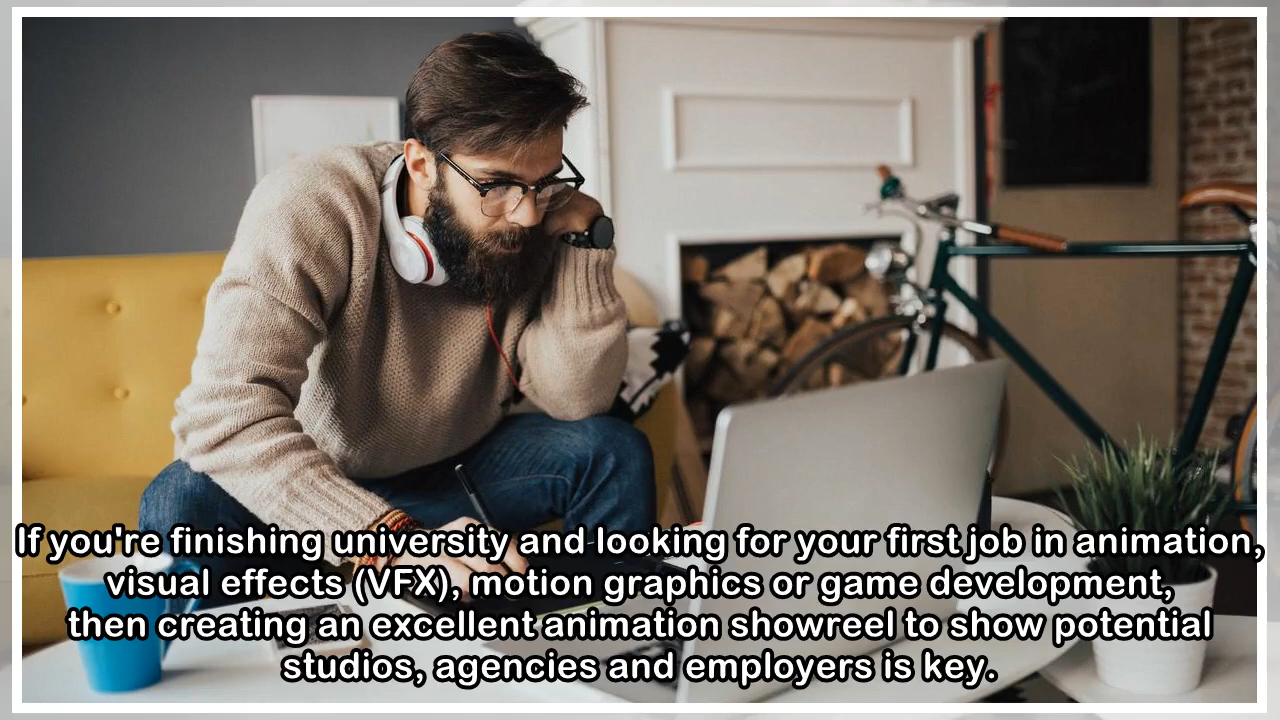 If you're finishing university and looking for your first job in animation,
visual effects (VFX), motion graphics or game development,
then creating an excellent animation showreel to show potential
studios, agencies and employers is key.